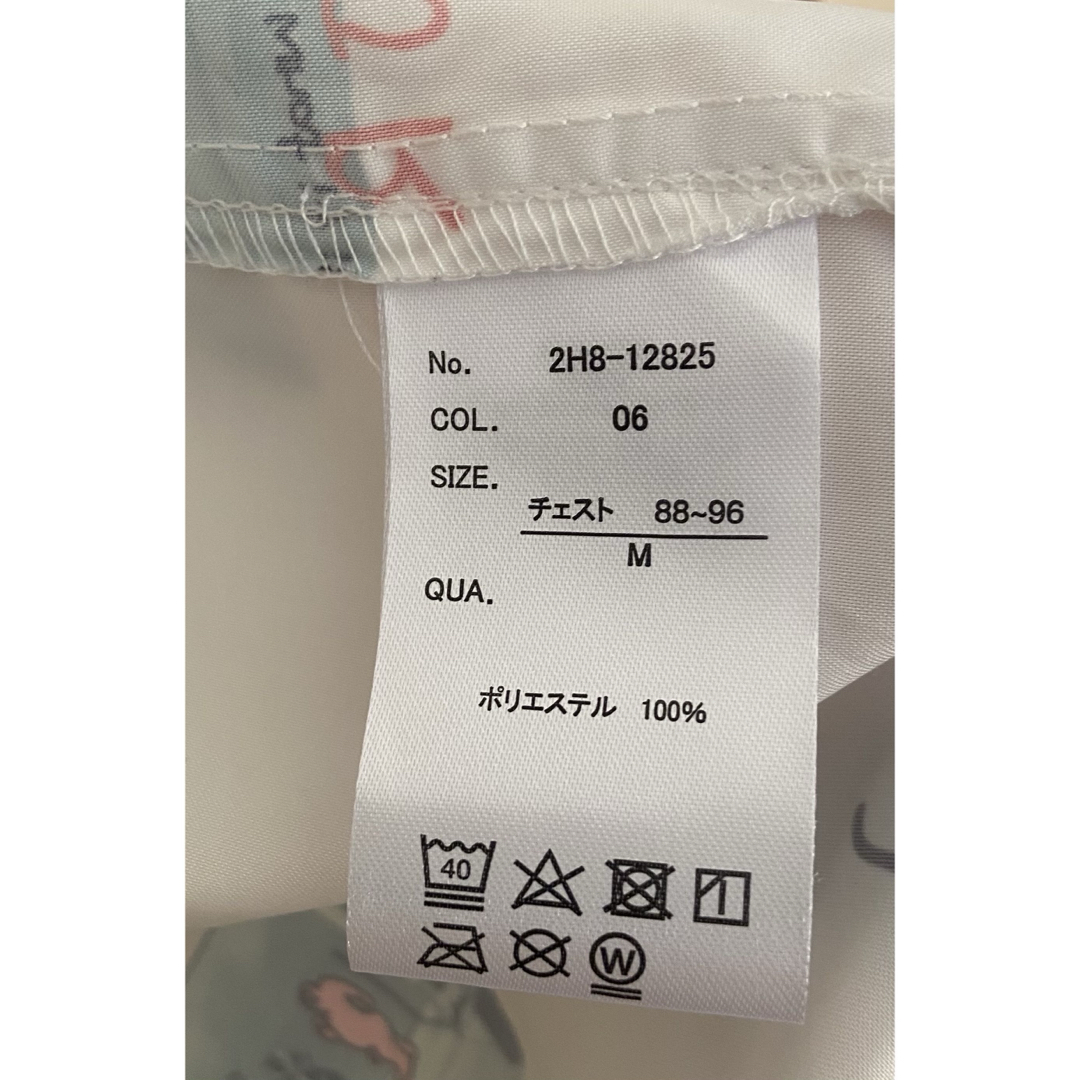 No. 2H8-12825
COL. 06
SIZE.
チェスト 88~96
M
QUA.
ポリエステル 100%
40
W